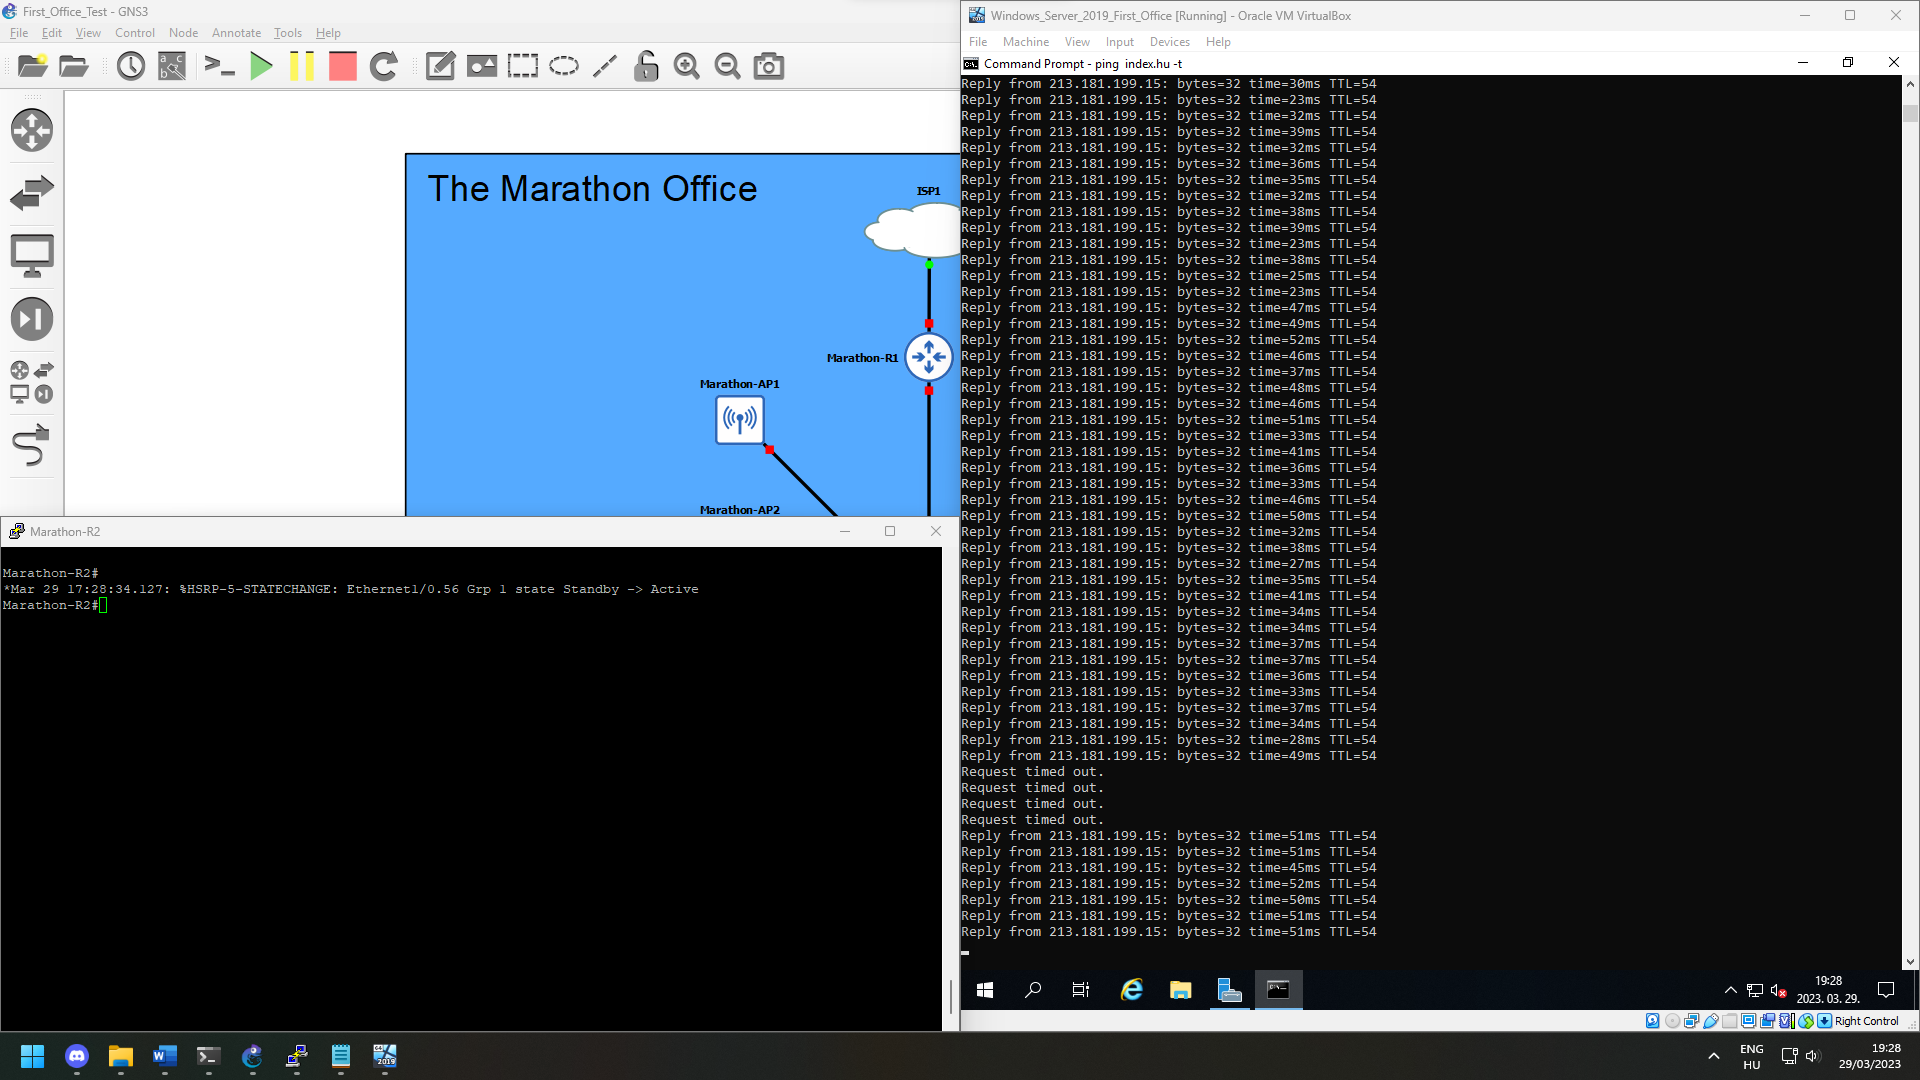 First_Office_Test - GNS3
File Edit View Control Node Annotate Tools Help
The Marathon Office
ISP1
Marathon-R1
Marathon-AP1
Marathon-AP2
Marathon-R2
Marathon-R2#
*Mar 29 17:28:34.127: %HSRP-5-STATECHANGE: Ethernet1/0.56 Grp 1 state Standby -> Active
Marathon-R2#
Windows_Server_2019_First_Office [Running] - Oracle VM VirtualBox
File Machine View Input Devices Help
Command Prompt - ping index.hu -t
Reply from 213.181.199.15: bytes=32 time=30ms TTL=54
Reply from 213.181.199.15: bytes=32 time=23ms TTL=54
Reply from 213.181.199.15: bytes=32 time=32ms TTL=54
Reply from 213.181.199.15: bytes=32 time=39ms TTL=54
Reply from 213.181.199.15: bytes=32 time=32ms TTL=54
Reply from 213.181.199.15: bytes=32 time=36ms TTL=54
Reply from 213.181.199.15: bytes=32 time=35ms TTL=54
Reply from 213.181.199.15: bytes=32 time=32ms TTL=54
Reply from 213.181.199.15: bytes=32 time=38ms TTL=54
Reply from 213.181.199.15: bytes=32 time=39ms TTL=54
Reply from 213.181.199.15: bytes=32 time=23ms TTL=54
Reply from 213.181.199.15: bytes=32 time=38ms TTL=54
Reply from 213.181.199.15: bytes=32 time=25ms TTL=54
Reply from 213.181.199.15: bytes=32 time=23ms TTL=54
Reply from 213.181.199.15: bytes=32 time=47ms TTL=54
Reply from 213.181.199.15: bytes=32 time=49ms TTL=54
Reply from 213.181.199.15: bytes=32 time=52ms TTL=54
Reply from 213.181.199.15: bytes=32 time=46ms TTL=54
Reply from 213.181.199.15: bytes=32 time=37ms TTL=54
Reply from 213.181.199.15: bytes=32 time=48ms TTL=54
Reply from 213.181.199.15: bytes=32 time=46ms TTL=54
Reply from 213.181.199.15: bytes=32 time=51ms TTL=54
Reply from 213.181.199.15: bytes=32 time=33ms TTL=54
Reply from 213.181.199.15: bytes=32 time=41ms TTL=54
Reply from 213.181.199.15: bytes=32 time=36ms TTL=54
Reply from 213.181.199.15: bytes=32 time=33ms TTL=54
Reply from 213.181.199.15: bytes=32 time=46ms TTL=54
Reply from 213.181.199.15: bytes=32 time=50ms TTL=54
Reply from 213.181.199.15: bytes=32 time=32ms TTL=54
Reply from 213.181.199.15: bytes=32 time=38ms TTL=54
Reply from 213.181.199.15: bytes=32 time=27ms TTL=54
Reply from 213.181.199.15: bytes=32 time=35ms TTL=54
Reply from 213.181.199.15: bytes=32 time=41ms TTL=54
Reply from 213.181.199.15: bytes=32 time=34ms TTL=54
Reply from 213.181.199.15: bytes=32 time=34ms TTL=54
Reply from 213.181.199.15: bytes=32 time=37ms TTL=54
Reply from 213.181.199.15: bytes=32 time=37ms TTL=54
Reply from 213.181.199.15: bytes=32 time=36ms TTL=54
Reply from 213.181.199.15: bytes=32 time=33ms TTL=54
Reply from 213.181.199.15: bytes=32 time=37ms TTL=54
Reply from 213.181.199.15: bytes=32 time=34ms TTL=54
Reply from 213.181.199.15: bytes=32 time=28ms TTL=54
Reply from 213.181.199.15: bytes=32 time=49ms TTL=54
Request timed out.
Request timed out.
Request timed out.
Request timed out.
Reply from 213.181.199.15: bytes=32 time=51ms TTL=54
Reply from 213.181.199.15: bytes=32 time=51ms TTL=54
Reply from 213.181.199.15: bytes=32 time=45ms TTL=54
Reply from 213.181.199.15: bytes=32 time=52ms TTL=54
Reply from 213.181.199.15: bytes=32 time=50ms TTL=54
Reply from 213.181.199.15: bytes=32 time=51ms TTL=54
Reply from 213.181.199.15: bytes=32 time=51ms TTL=54
19:28
2023. 03. 29.
Right Control
ENG
HU
19:28
29/03/2023